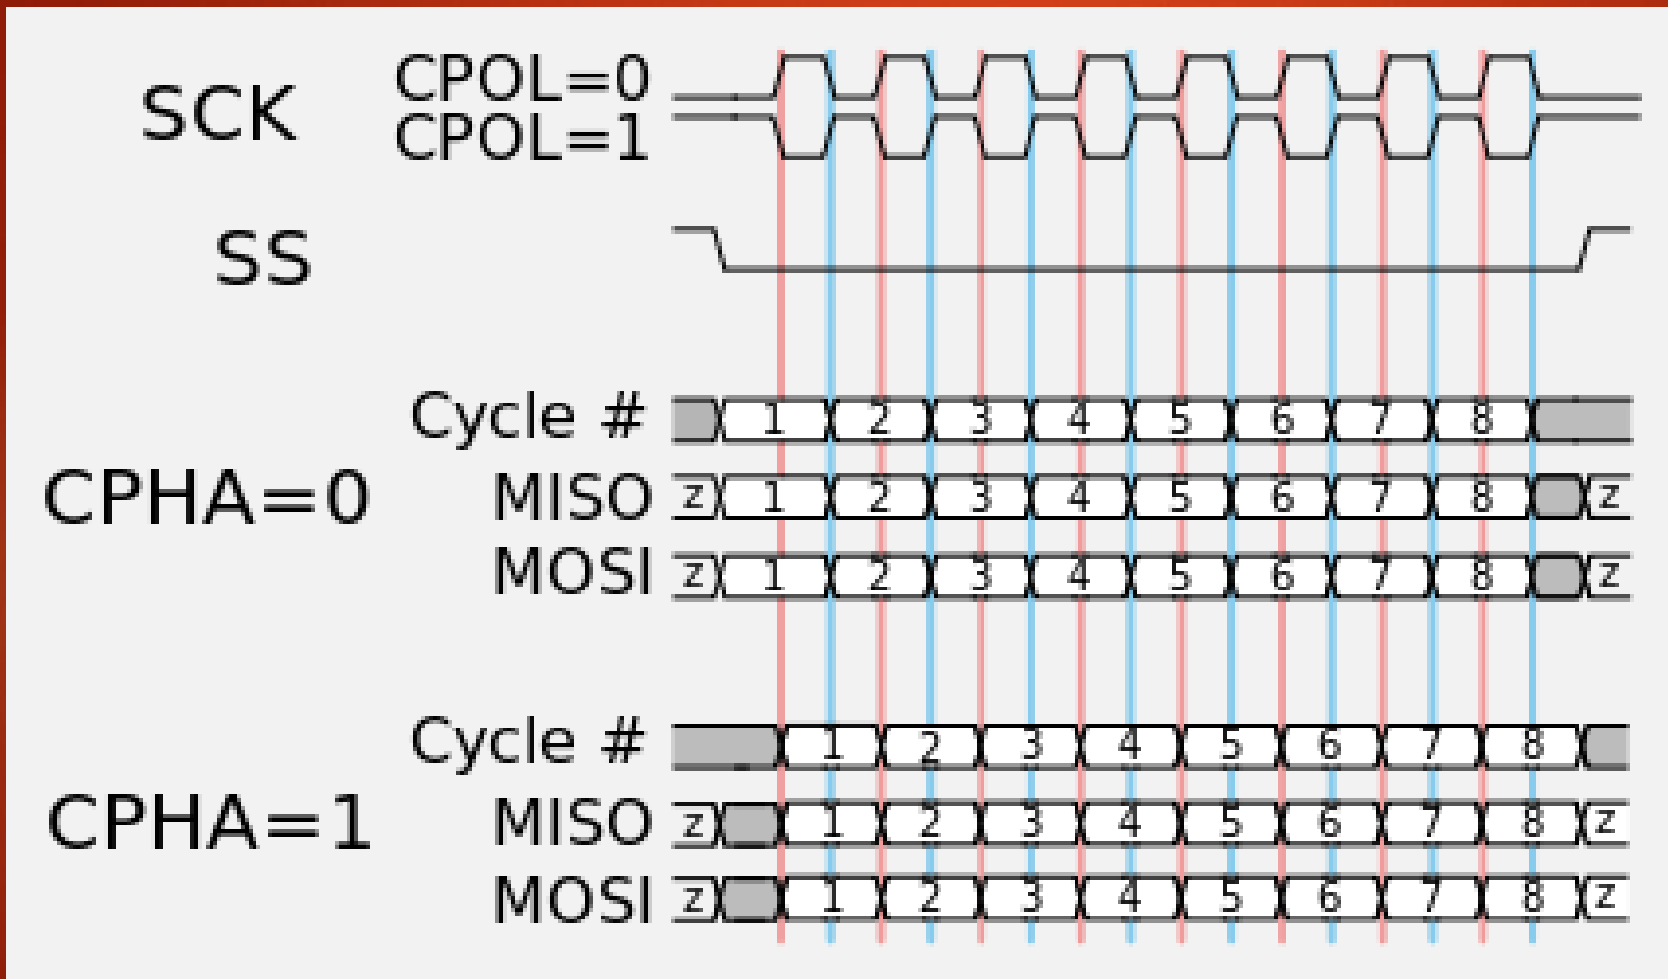 SCK CPOL=0
CPOL=1
SS
Cycle # 1 2 3 4 5 6 7 8
CPHA=0 MISO z 1 2 3 4 5 6 7 8 z
MOSI z 1 2 3 4 5 6 7 8 z
Cycle # 1 2 3 4 5 6 7 8
CPHA=1 MISO z 1 2 3 4 5 6 7 8 z
MOSI z 1 2 3 4 5 6 7 8 z